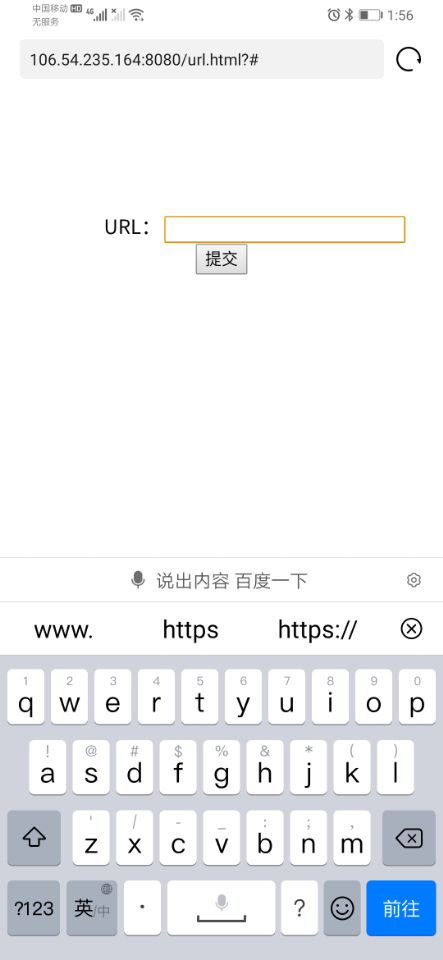 中国移动 HD 4G 1:56
无服务
106.54.235.164:8080/url.html?#
URL：
提交
说出内容 百度一下
www. https https://
1 2 3 4 5 6 7 8 9 0
q w e r t y u i o p
! @ # $ % & * ( )
a s d f g h j k l
' / - _ : ; ,
z x c v b n m
?123 英/中 · ? 前往